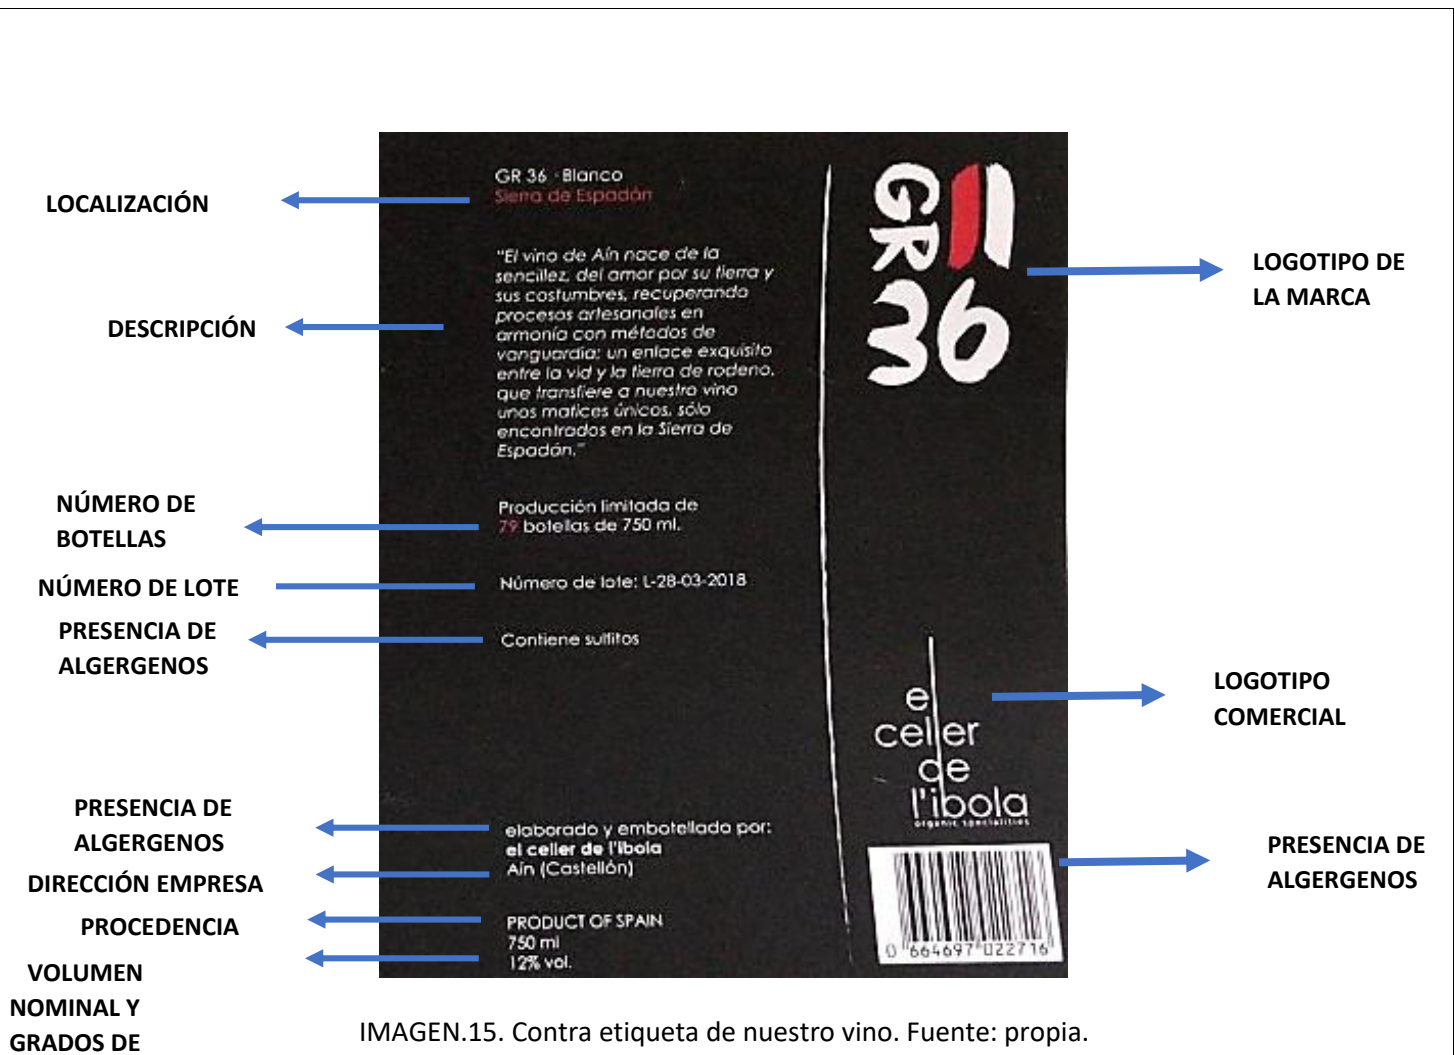 LOCALIZACIÓN
DESCRIPCIÓN
NÚMERO DE
BOTELLAS
NÚMERO DE LOTE
PRESENCIA DE
ALGERGENOS
PRESENCIA DE
ALGERGENOS
DIRECCIÓN EMPRESA
PROCEDENCIA
VOLUMEN
NOMINAL Y
GRADOS DE
GR 36 · Blanco
Sierra de Espadán
"El vino de Aín nace de la
sencillez, del amor por su tierra y
sus costumbres, recuperando
procesos artesanales en
armonía con métodos de
vanguardia; un enlace exquisito
entre la vid y la tierra de rodeno,
que transfiere a nuestro vino
unos matices únicos, sólo
encontrados en la Sierra de
Espadán."
Producción limitada de
79 botellas de 750 ml.
Número de lote: L-28-03-2018
Contiene sulfitos
elaborado y embotellado por:
el celler de l'ibola
Aín (Castellón)
PRODUCT OF SPAIN
750 ml
12% vol.
GR
36
el
celler
de
l'ibola
organic specialities
0 664697 022716
LOGOTIPO DE
LA MARCA
LOGOTIPO
COMERCIAL
PRESENCIA DE
ALGERGENOS
IMAGEN.15. Contra etiqueta de nuestro vino. Fuente: propia.